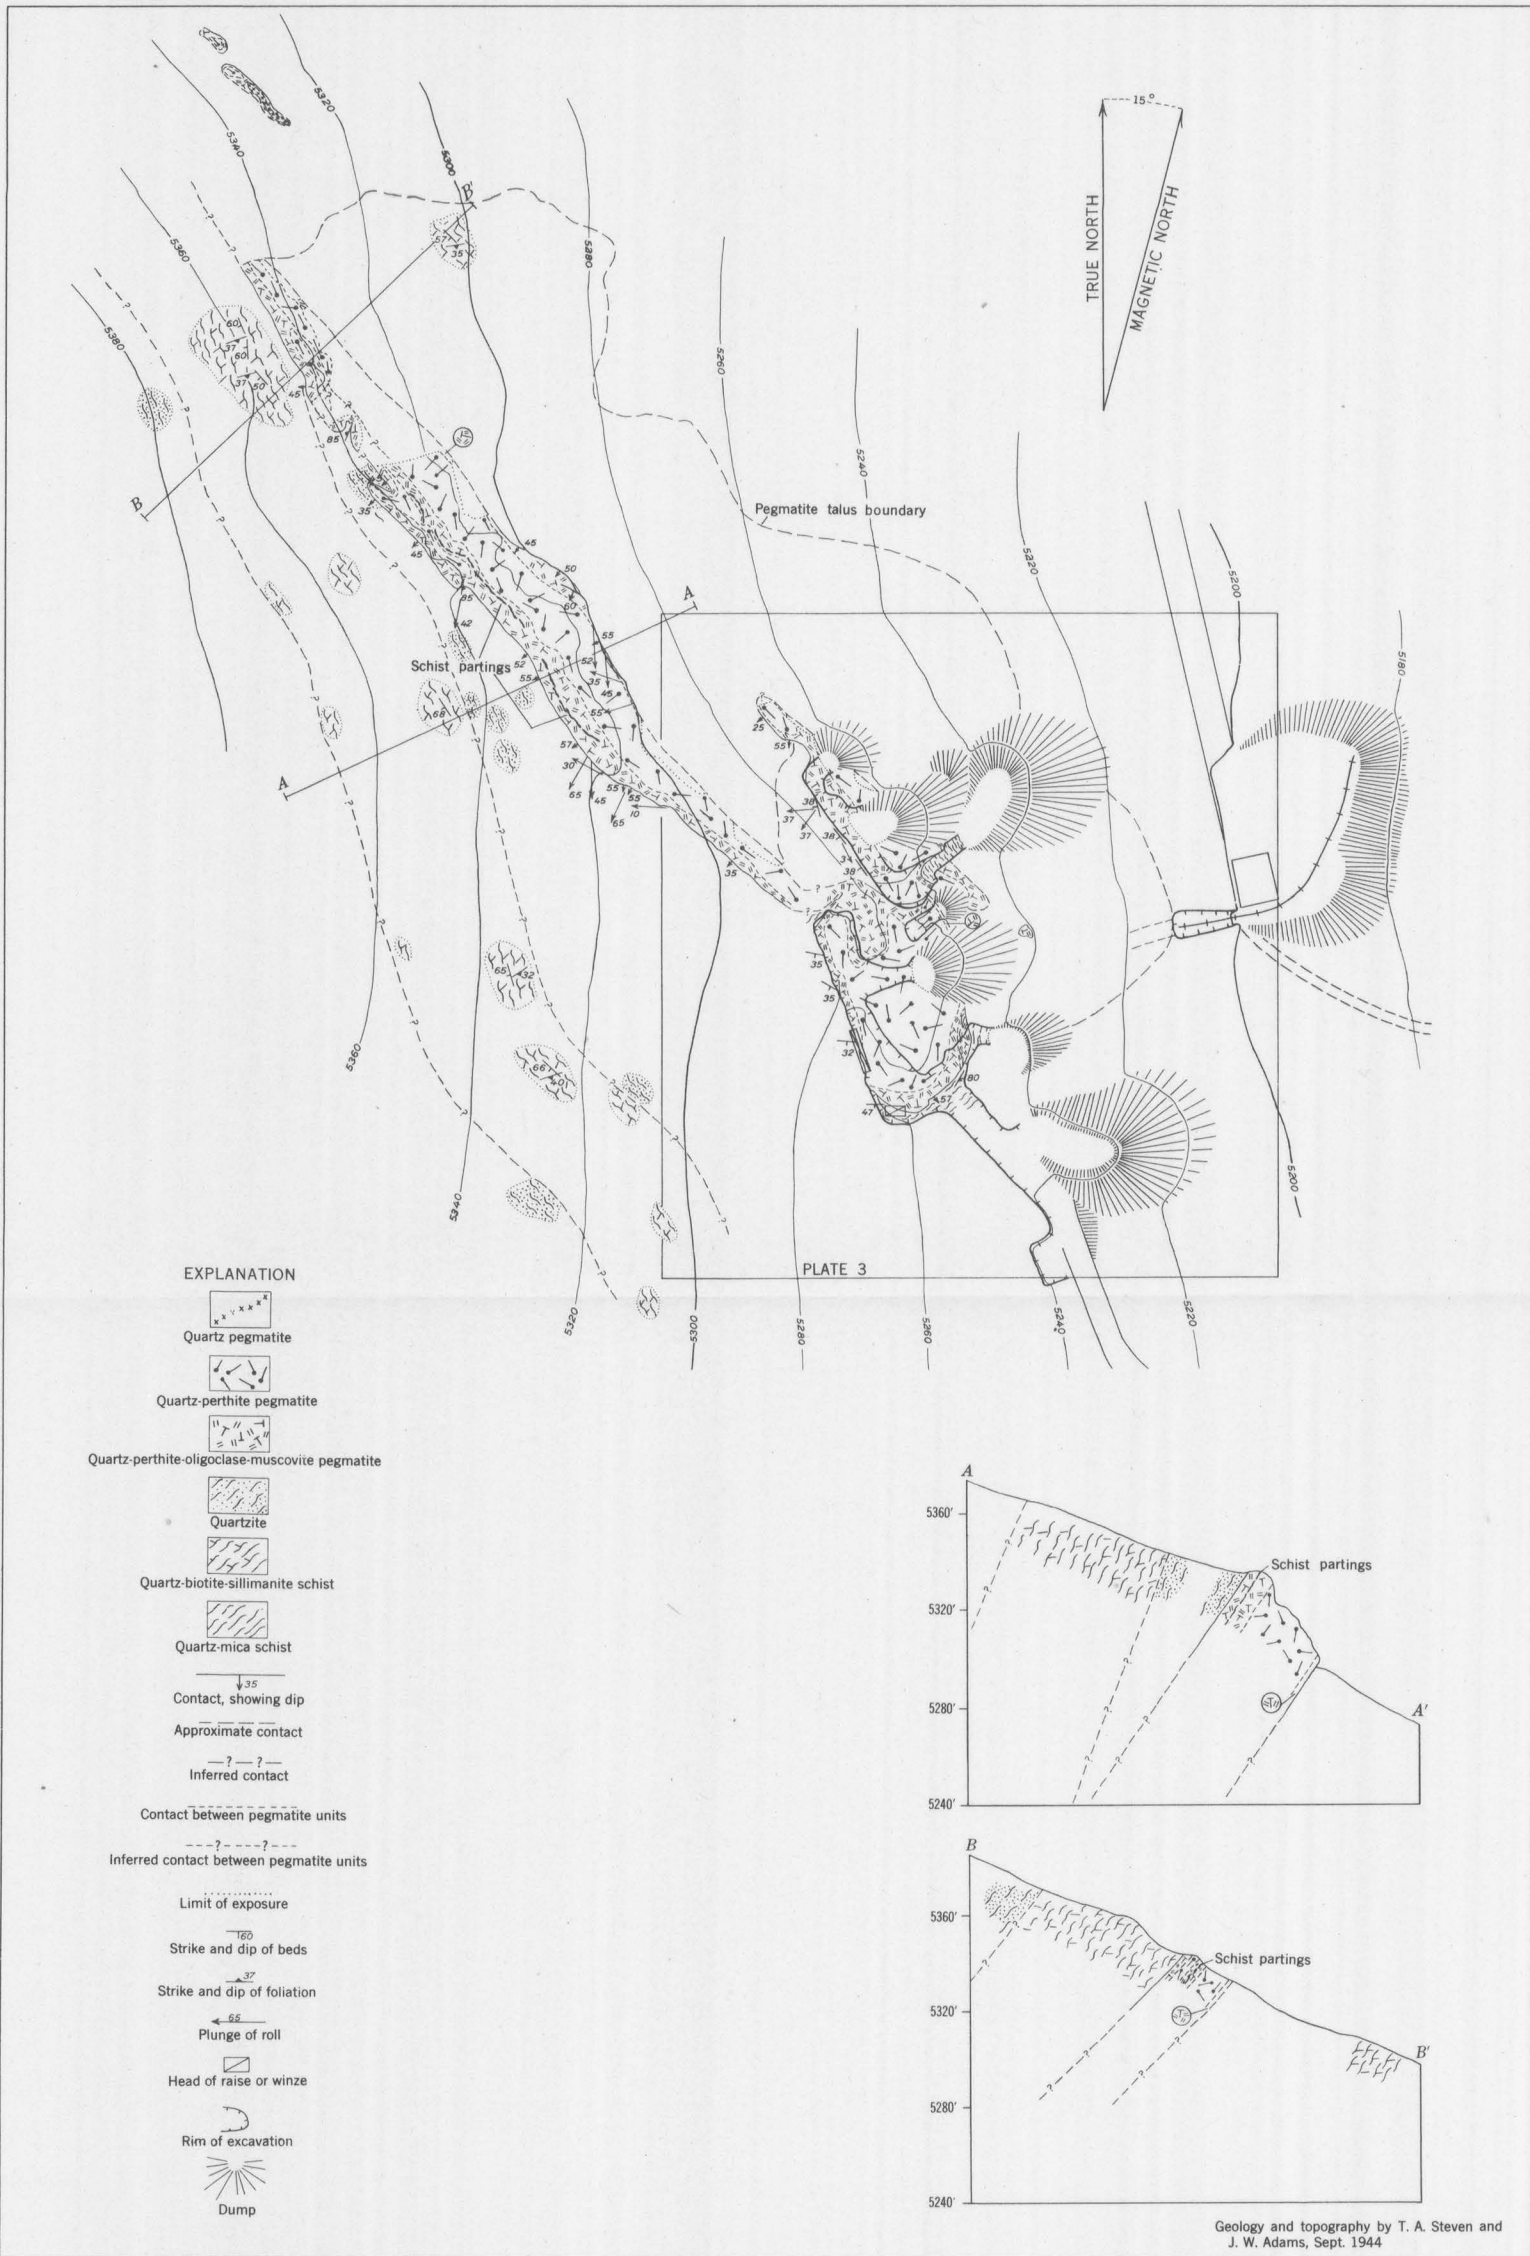 5320
5340
5300
B'
15°
TRUE NORTH
MAGNETIC NORTH
57
35
5360
5280
5380
60
37
60
37
50
45
5260
85
5240
B
35
Pegmatite talus boundary
45
45
5220
50
5200
85
60
A
42
55
Schist partings
52
52
55
35
45
5180
68
55
25
55
57
30
A
65
45
55
55
65
10
38
37
37
38
34
38
35
65
32
35
35
5360
32
66
40
80
57
47
5340
5200
PLATE 3
5320
5300
5280
5260
5240
5220
EXPLANATION
Quartz pegmatite
Quartz-perthite pegmatite
Quartz-perthite-oligoclase-muscovite pegmatite
Quartzite
Quartz-biotite-sillimanite schist
Quartz-mica schist
35
Contact, showing dip
Approximate contact
? ?
Inferred contact
Contact between pegmatite units
? ?
Inferred contact between pegmatite units
Limit of exposure
60
Strike and dip of beds
37
Strike and dip of foliation
65
Plunge of roll
Head of raise or winze
Rim of excavation
Dump
A
5360'
Schist partings
5320'
5280'
A'
5240'
B
5360'
Schist partings
5320'
B'
5280'
5240'
Geology and topography by T. A. Steven and
J. W. Adams, Sept. 1944